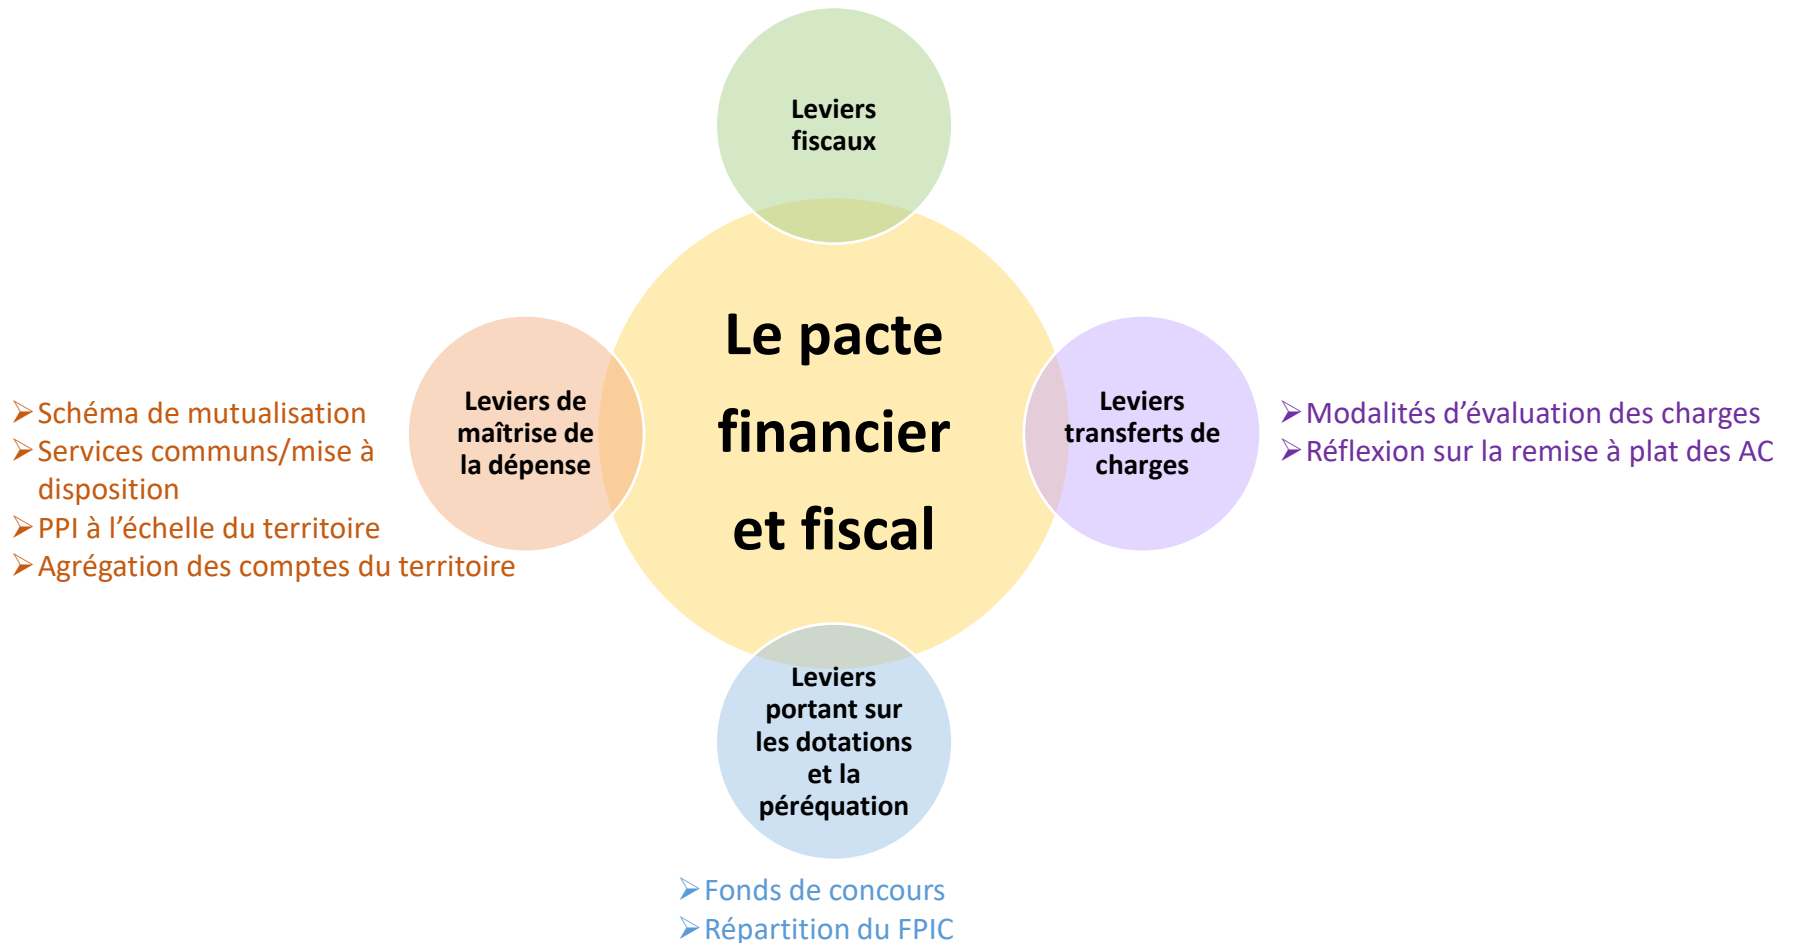 Leviers
fiscaux
Le pacte
financier
et fiscal
Leviers de
maîtrise de
la dépense
➢Schéma de mutualisation
➢Services communs/mise à
disposition
➢PPI à l’échelle du territoire
➢Agrégation des comptes du territoire
Leviers
transferts de
charges
➢Modalités d’évaluation des charges
➢Réflexion sur la remise à plat des AC
Leviers
portant sur
les dotations
et la
péréquation
➢Fonds de concours
➢Répartition du FPIC